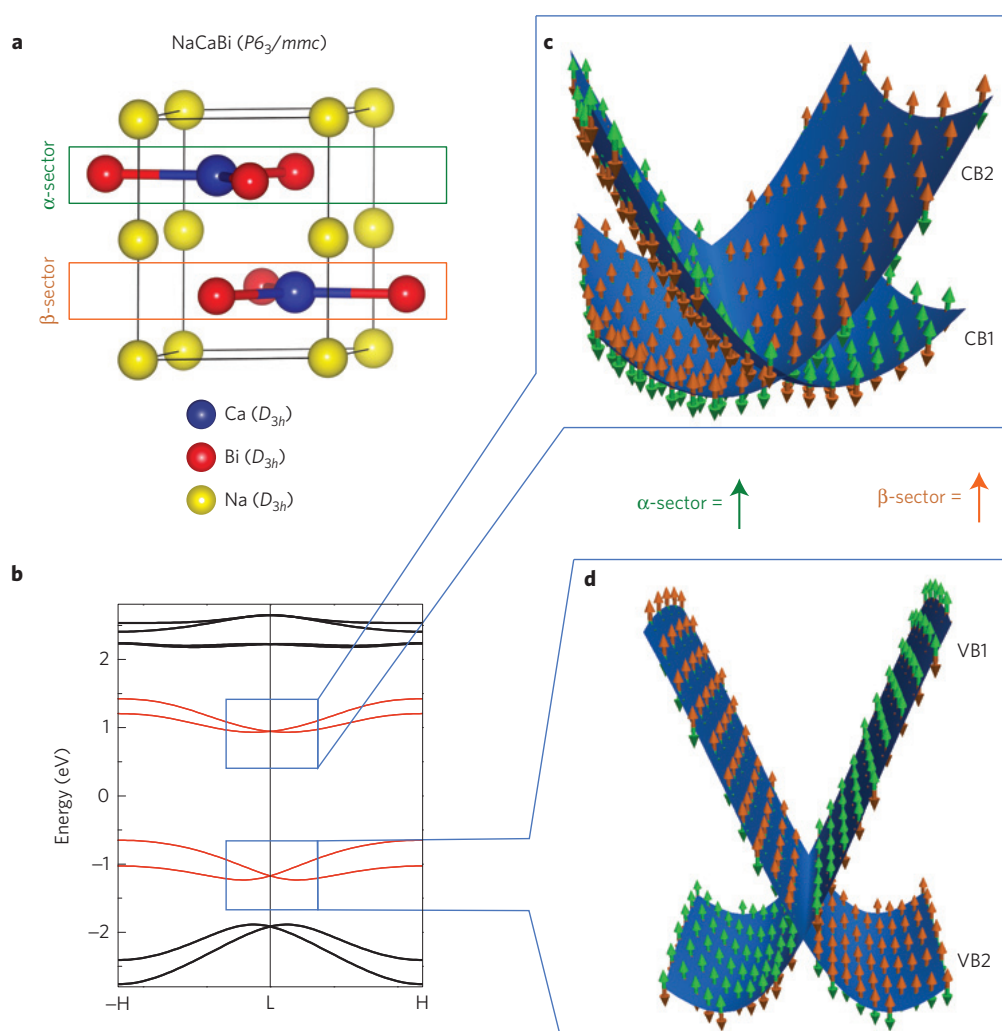 a
NaCaBi (P6₃/mmc)
α-sector
β-sector
Ca (D₃ₕ)
Bi (D₃ₕ)
Na (D₃ₕ)
c
CB2
CB1
α-sector =
β-sector =
b
Energy (eV)
2
1
0
−1
−2
−H
L
H
d
VB1
VB2